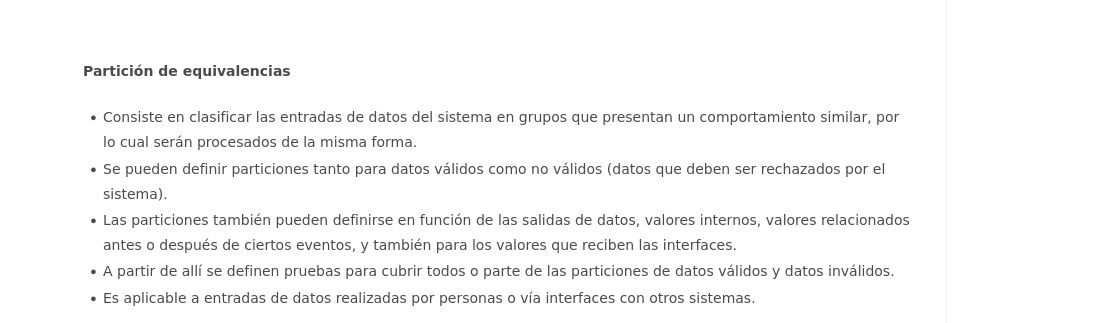 Partición de equivalencias
• Consiste en clasificar las entradas de datos del sistema en grupos que presentan un comportamiento similar, por
lo cual serán procesados de la misma forma.
• Se pueden definir particiones tanto para datos válidos como no válidos (datos que deben ser rechazados por el
sistema).
• Las particiones también pueden definirse en función de las salidas de datos, valores internos, valores relacionados
antes o después de ciertos eventos, y también para los valores que reciben las interfaces.
• A partir de allí se definen pruebas para cubrir todos o parte de las particiones de datos válidos y datos inválidos.
• Es aplicable a entradas de datos realizadas por personas o vía interfaces con otros sistemas.